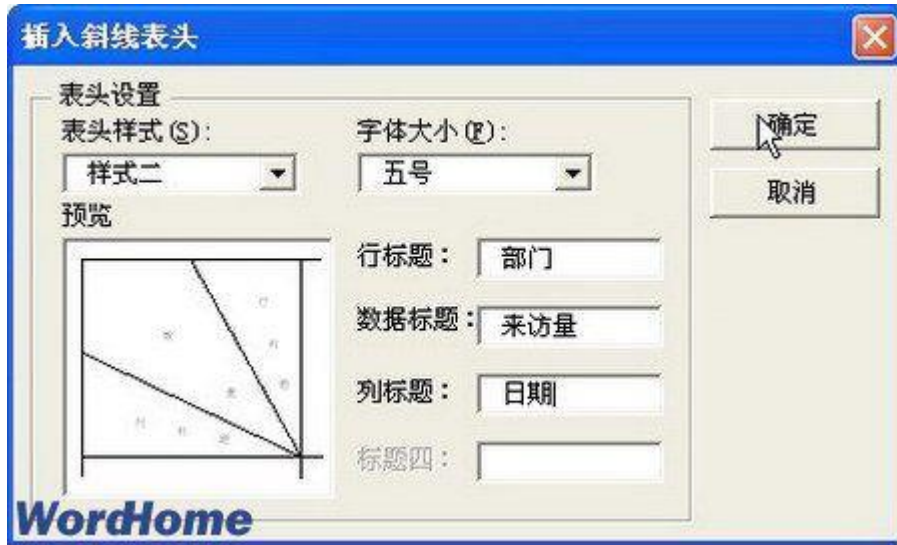 插入斜线表头
表头设置
表头样式(S): 字体大小(F):
样式二 五号
确定
取消
预览
行标题: 部门
数据标题: 来访量
列标题: 日期
标题四:
WordHome